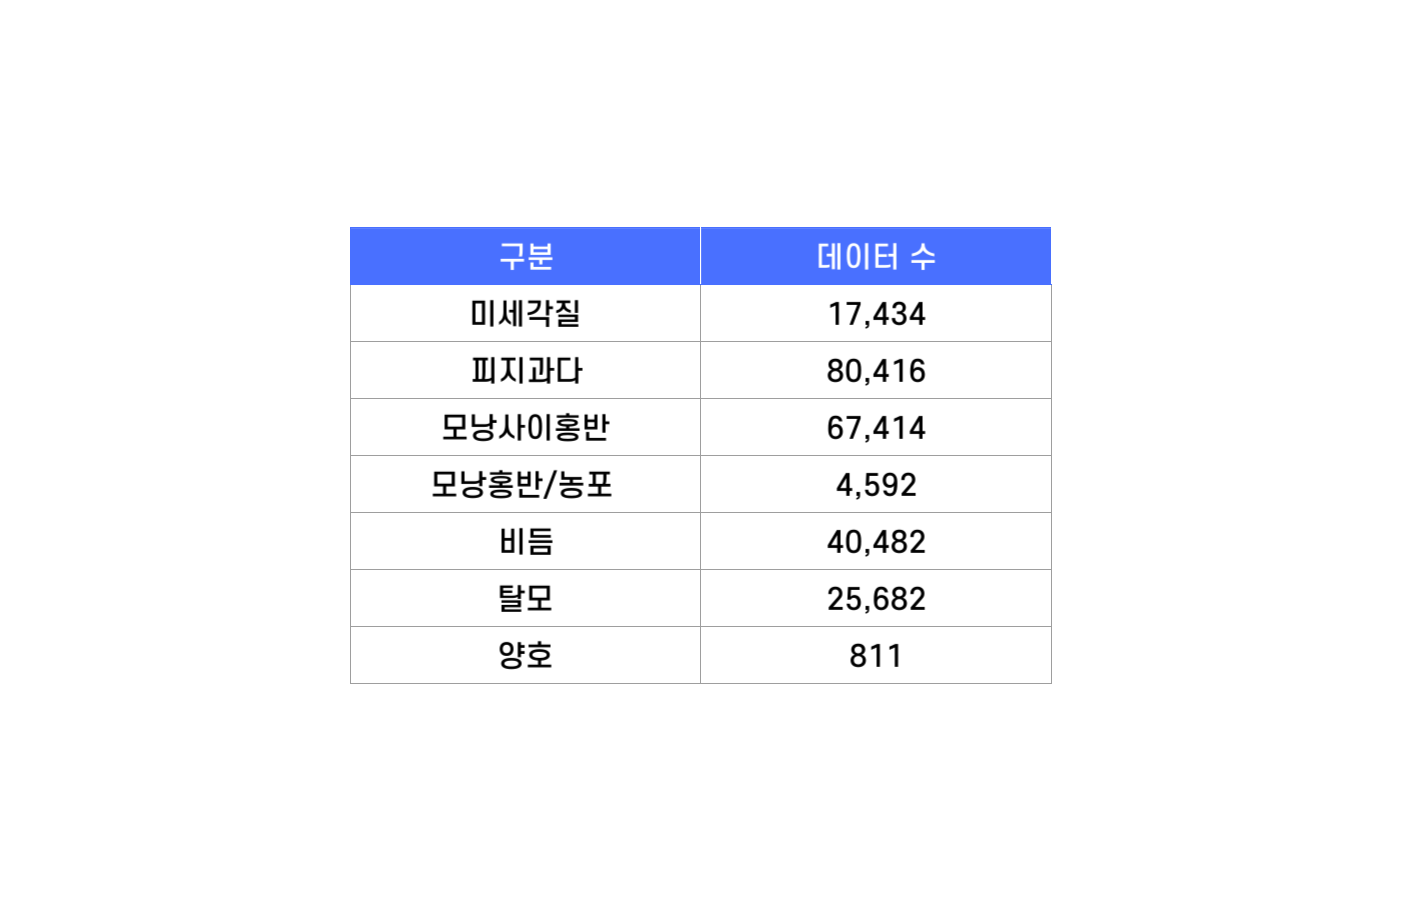 구분 데이터 수
미세각질 17,434
피지과다 80,416
모낭사이홍반 67,414
모낭홍반/농포 4,592
비듬 40,482
탈모 25,682
양호 811